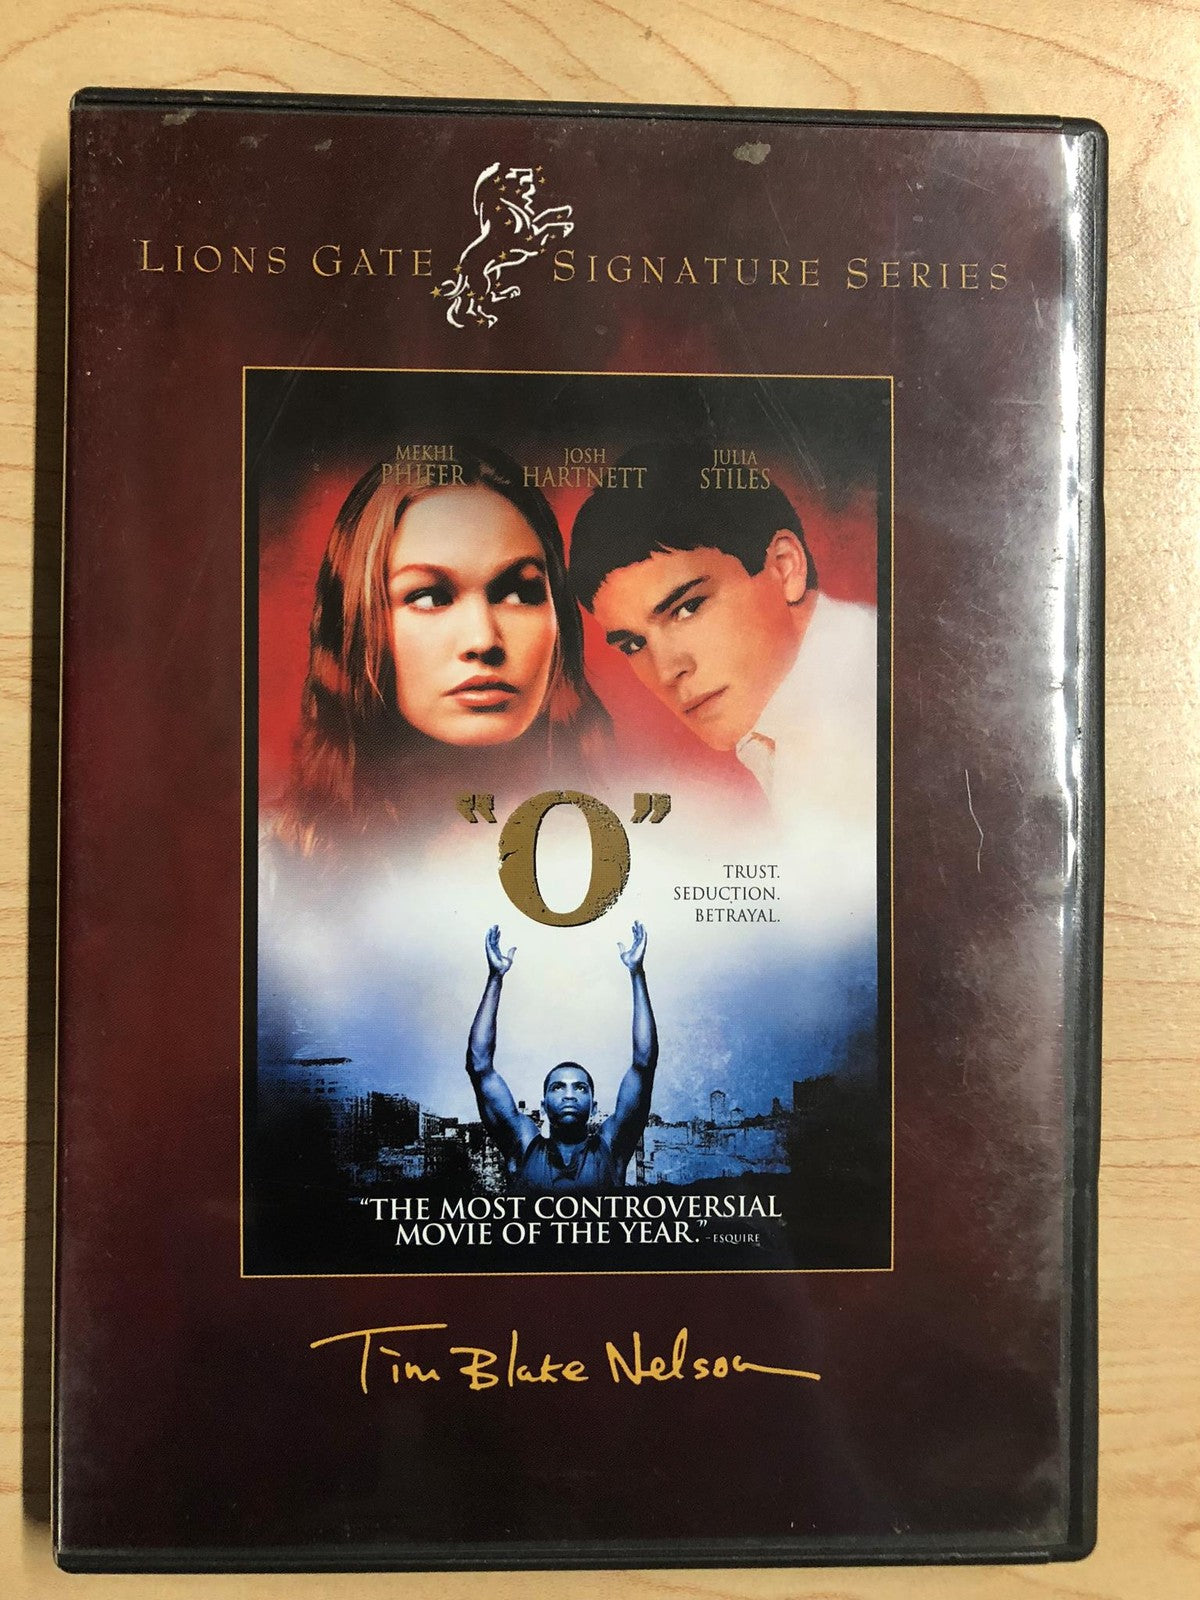 LIONS GATE SIGNATURE SERIES
MEKHI PHIFER
JOSH HARTNETT
JULIA STILES
"O"
TRUST.
SEDUCTION.
BETRAYAL.
"THE MOST CONTROVERSIAL
MOVIE OF THE YEAR." - ESQUIRE
Tim Blake Nelson